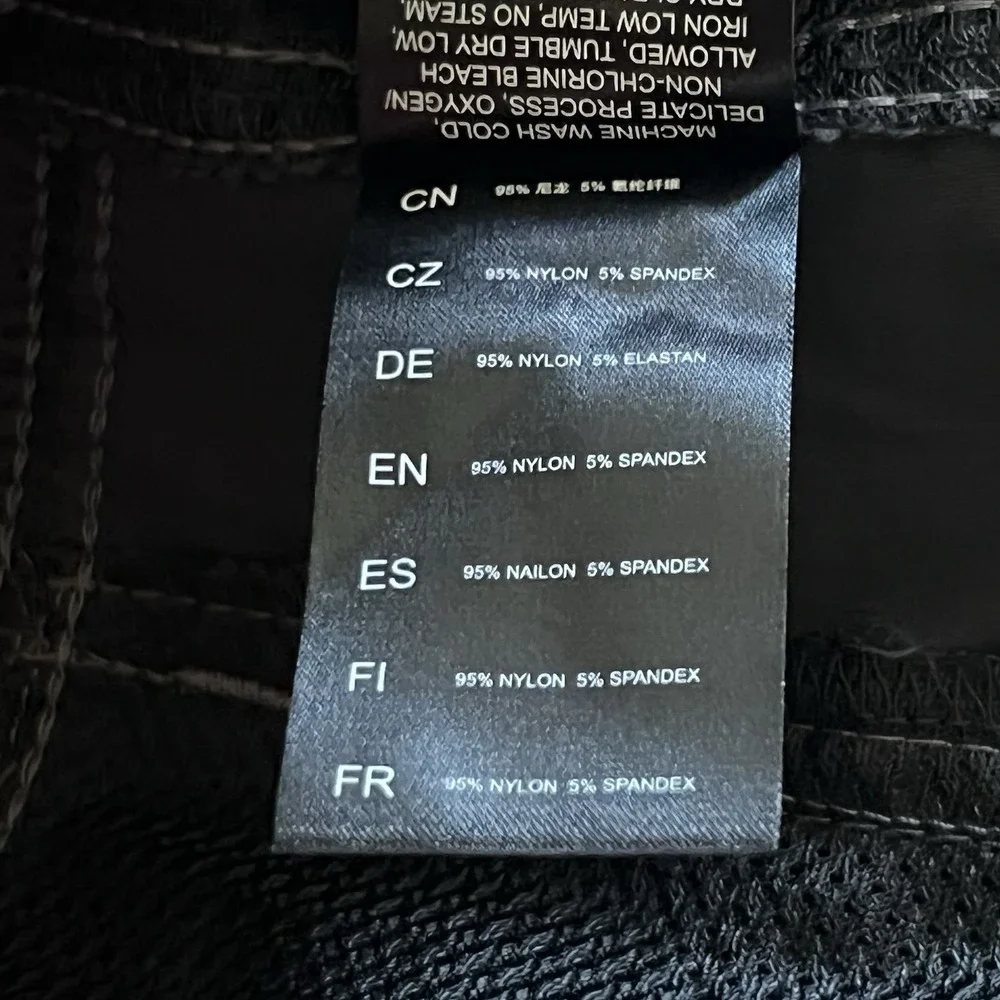 MACHINE WASH COLD,
DELICATE PROCESS, OXYGEN/
NON-CHLORINE BLEACH
ALLOWED, TUMBLE DRY LOW,
IRON LOW TEMP, NO STEAM,
CN 95% 尼龙 5% 氨纶纤维
CZ 95% NYLON 5% SPANDEX
DE 95% NYLON 5% ELASTAN
EN 95% NYLON 5% SPANDEX
ES 95% NAILON 5% SPANDEX
FI 95% NYLON 5% SPANDEX
FR 95% NYLON 5% SPANDEX